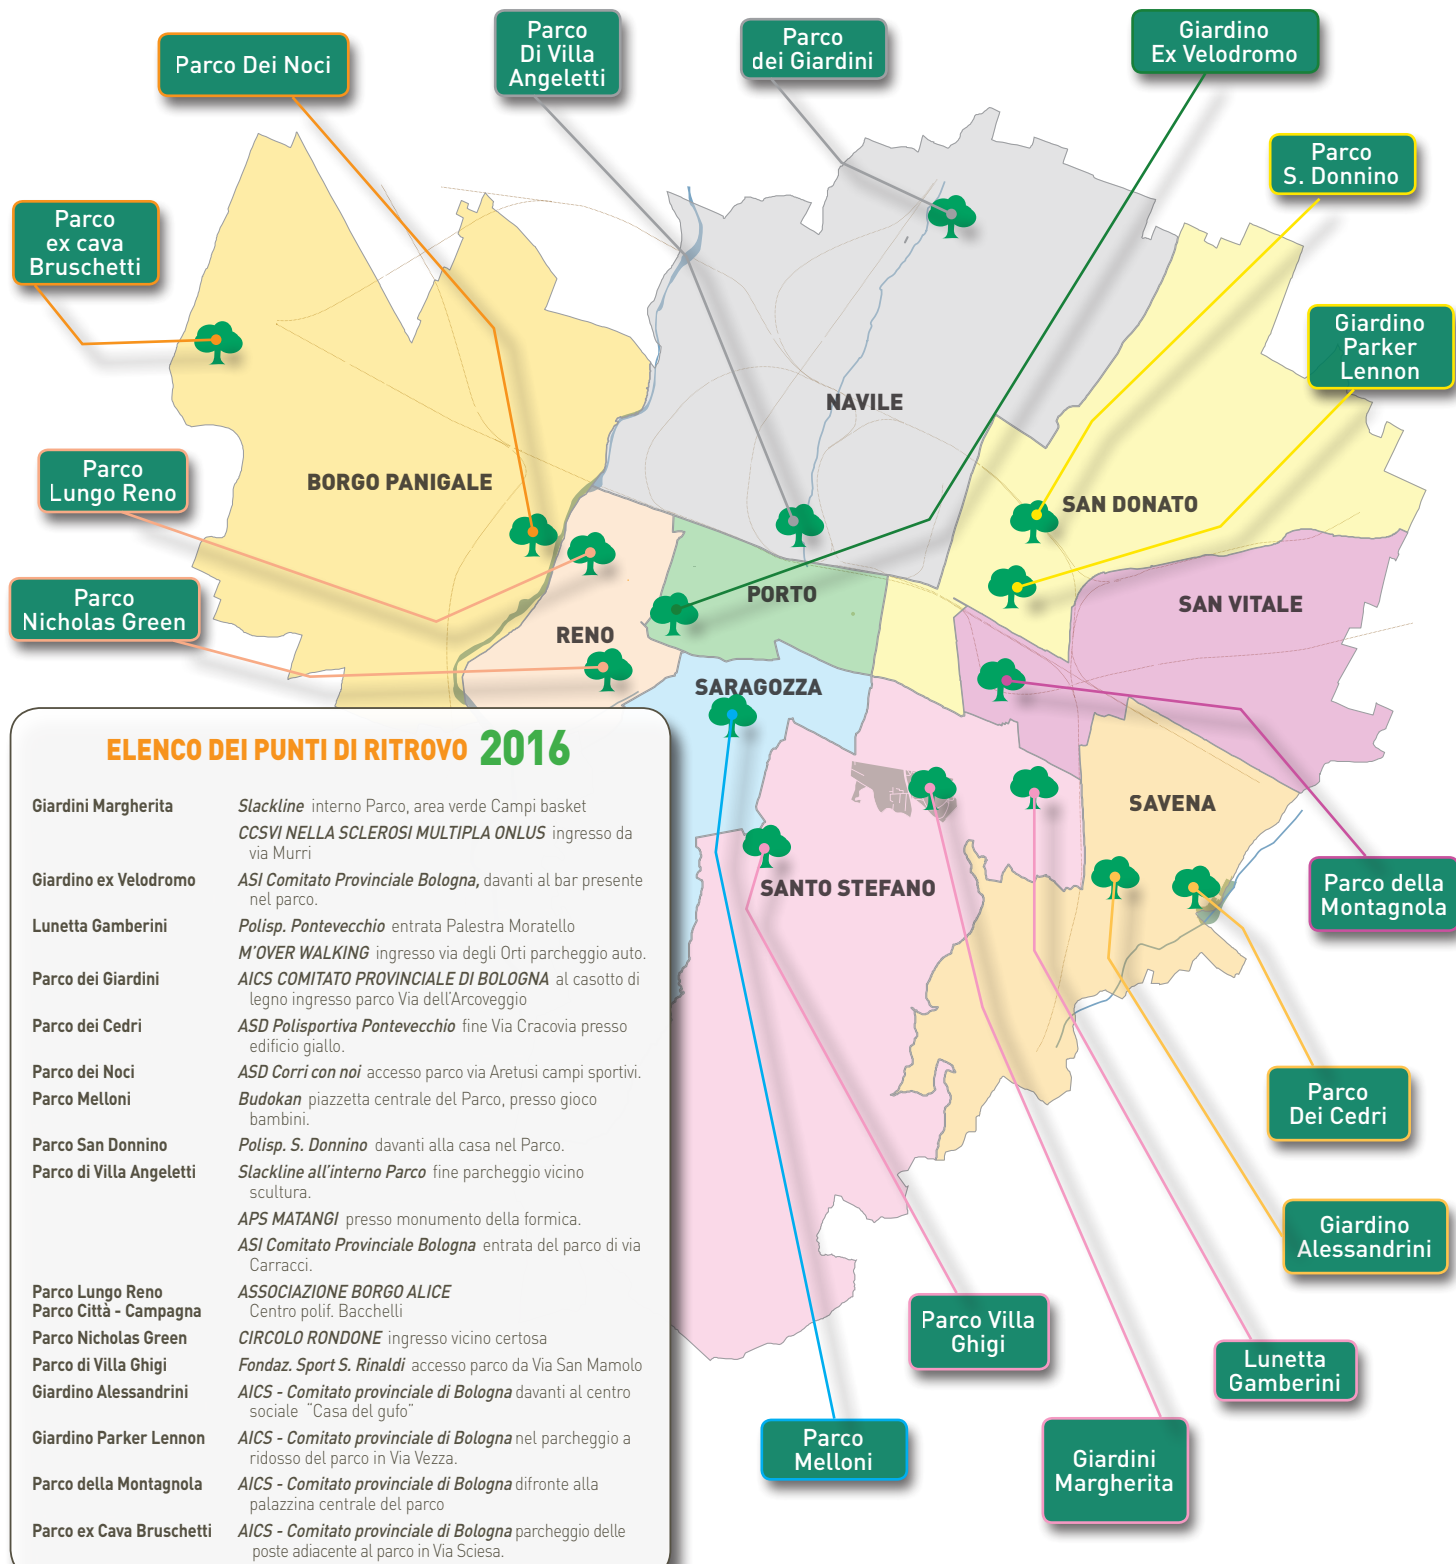 Parco Dei Noci
Parco
Di Villa
Angeletti
Parco
dei Giardini
Giardino
Ex Velodromo
Parco
S. Donnino
Parco
ex cava
Bruschetti
Giardino
Parker
Lennon
NAVILE
BORGO PANIGALE
Parco
Lungo Reno
SAN DONATO
Parco
Nicholas Green
PORTO
SAN VITALE
RENO
SARAGOZZA
SAVENA
SANTO STEFANO
Parco della
Montagnola
Parco
Dei Cedri
Giardino
Alessandrini
Parco Villa
Ghigi
Lunetta
Gamberini
Parco
Melloni
Giardini
Margherita
ELENCO DEI PUNTI DI RITROVO 2016
Giardini Margherita Slackline interno Parco, area verde Campi basket
CCSVI NELLA SCLEROSI MULTIPLA ONLUS ingresso da
via Murri
Giardino ex Velodromo ASI Comitato Provinciale Bologna, davanti al bar presente
nel parco.
Lunetta Gamberini Polisp. Pontevecchio entrata Palestra Moratello
M'OVER WALKING ingresso via degli Orti parcheggio auto.
Parco dei Giardini AICS COMITATO PROVINCIALE DI BOLOGNA al casotto di
legno ingresso parco Via dell'Arcoveggio
Parco dei Cedri ASD Polisportiva Pontevecchio fine Via Cracovia presso
edificio giallo.
Parco dei Noci ASD Corri con noi accesso parco via Aretusi campi sportivi.
Parco Melloni Budokan piazzetta centrale del Parco, presso gioco
bambini.
Parco San Donnino Polisp. S. Donnino davanti alla casa nel Parco.
Parco di Villa Angeletti Slackline all'interno Parco fine parcheggio vicino
scultura.
APS MATANGI presso monumento della formica.
ASI Comitato Provinciale Bologna entrata del parco di via
Carracci.
Parco Lungo Reno ASSOCIAZIONE BORGO ALICE
Parco Città - Campagna Centro polif. Bacchelli
Parco Nicholas Green CIRCOLO RONDONE ingresso vicino certosa
Parco di Villa Ghigi Fondaz. Sport S. Rinaldi accesso parco da Via San Mamolo
Giardino Alessandrini AICS - Comitato provinciale di Bologna davanti al centro
sociale "Casa del gufo"
Giardino Parker Lennon AICS - Comitato provinciale di Bologna nel parcheggio a
ridosso del parco in Via Vezza.
Parco della Montagnola AICS - Comitato provinciale di Bologna difronte alla
palazzina centrale del parco
Parco ex Cava Bruschetti AICS - Comitato provinciale di Bologna parcheggio delle
poste adiacente al parco in Via Sciesa.